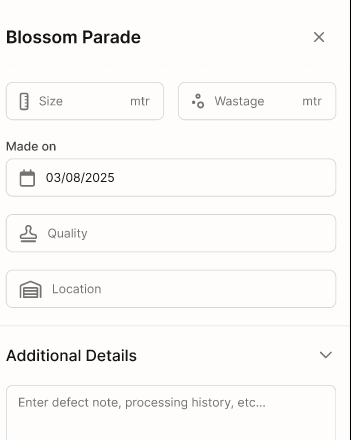 Blossom Parade
Size mtr Wastage mtr
Made on
03/08/2025
Quality
Location
Additional Details
Enter defect note, processing history, etc...